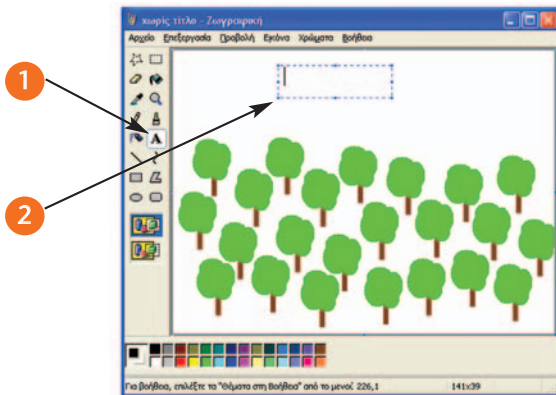 χωρίς τίτλο - Ζωγραφική
Αρχείο Επεξεργασία Προβολή Εικόνα Χρώματα Βοήθεια
1
A
2
Για βοήθεια, επιλέξτε τα "Θέματα στη Βοήθεια" από το μενού 226,1 141x39